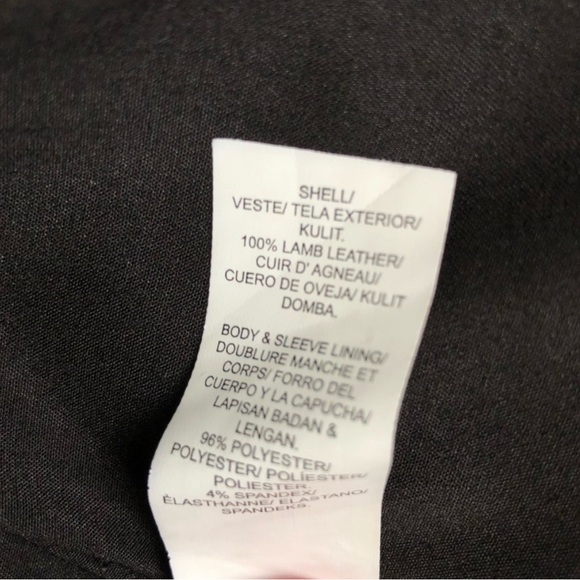 SHELL/
VESTE/ TELA EXTERIOR/
KULIT.
100% LAMB LEATHER/
CUIR D' AGNEAU/
CUERO DE OVEJA/ KULIT
DOMBA.
BODY & SLEEVE LINING/
DOUBLURE MANCHE ET
CORPS/ FORRO DEL
CUERPO Y LA CAPUCHA/
LAPISAN BADAN &
LENGAN.
96% POLYESTER/
POLYESTER/ POLÍESTER/
POLIESTER.
4% SPANDEX/
ÉLASTHANNE/ ELASTANO/
SPANDEKS.